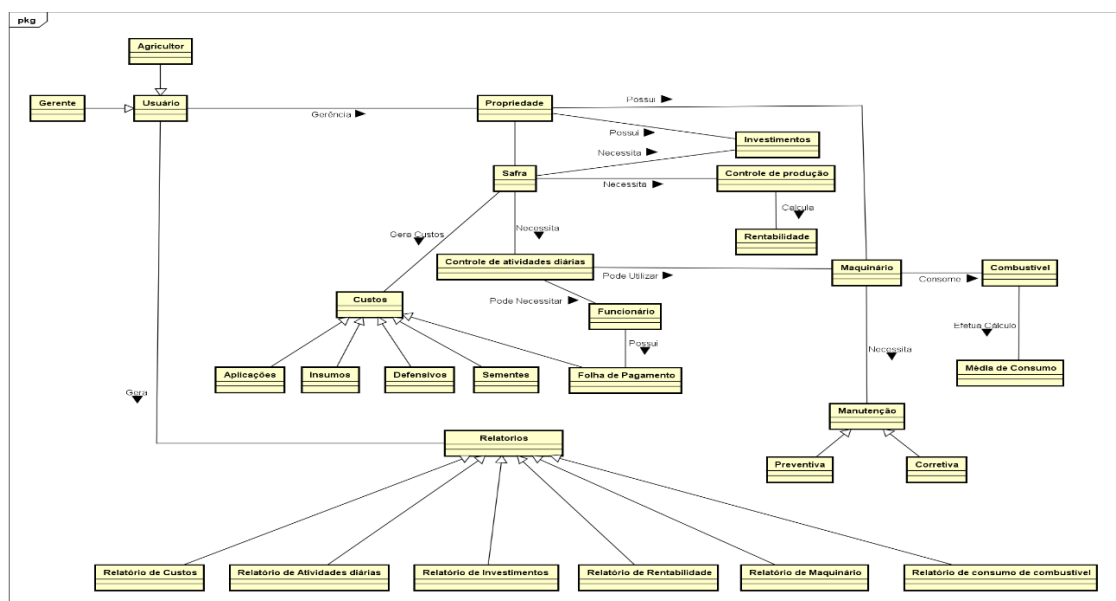 pkg
Agricultor
Gerente
Usuário
Propriedade
Possui
Gerência
Possui
Investimentos
Necessita
Safra
Necessita
Controle de produção
Calcula
Gera Custos
Necessita
Rentabilidade
Controle de atividades diárias
Pode Utilizar
Maquinário
Consome
Combustível
Custos
Pode Necessitar
Funcionário
Efetua Cálculo
Possui
Necessita
Aplicações
Insumos
Defensivos
Sementes
Folha de Pagamento
Média de Consumo
Gera
Manutenção
Relatorios
Preventiva
Corretiva
Relatório de Custos
Relatório de Atividades diárias
Relatório de Investimentos
Relatório de Rentabilidade
Relatório de Maquinário
Relatório de consumo de combustível